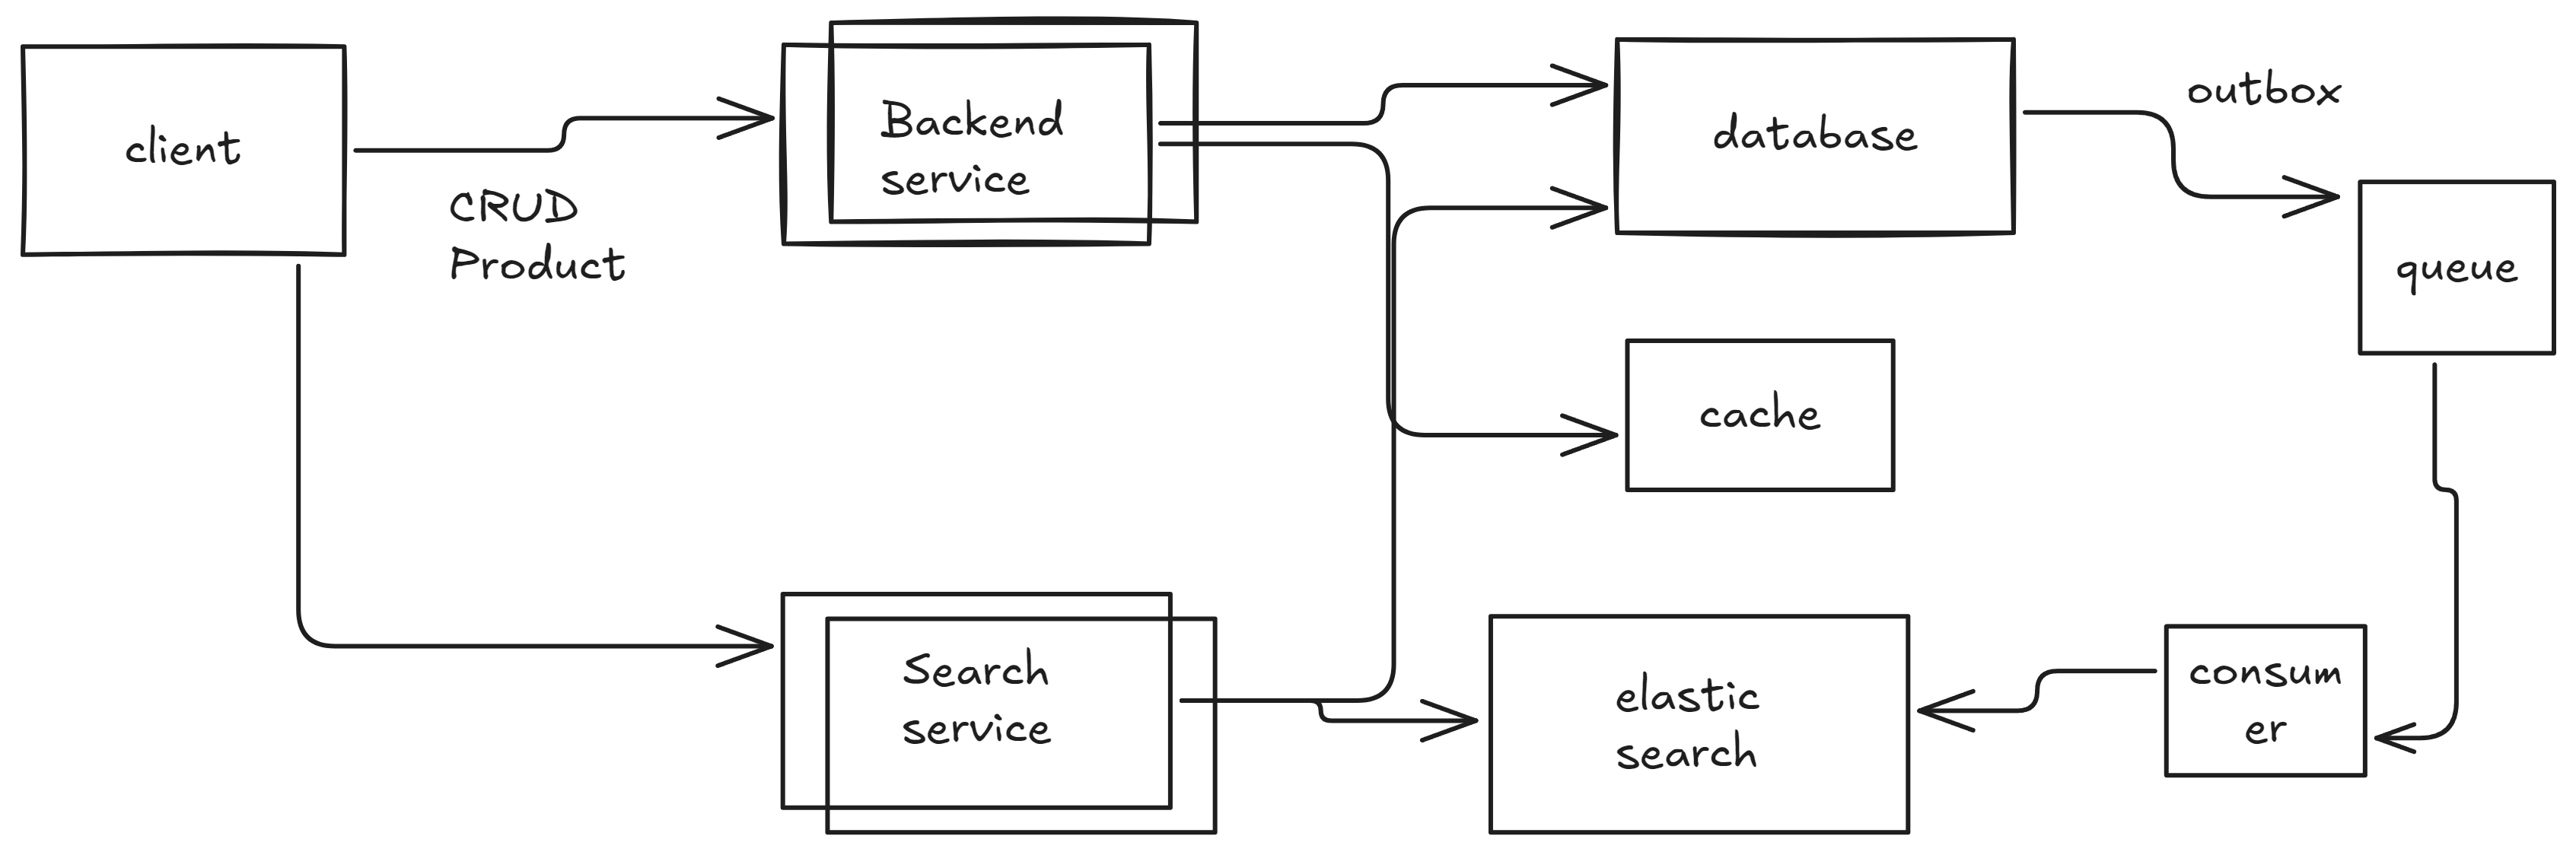 client
CRUD
Product
Backend
service
database
outbox
queue
cache
Search
service
elastic
search
consum
er